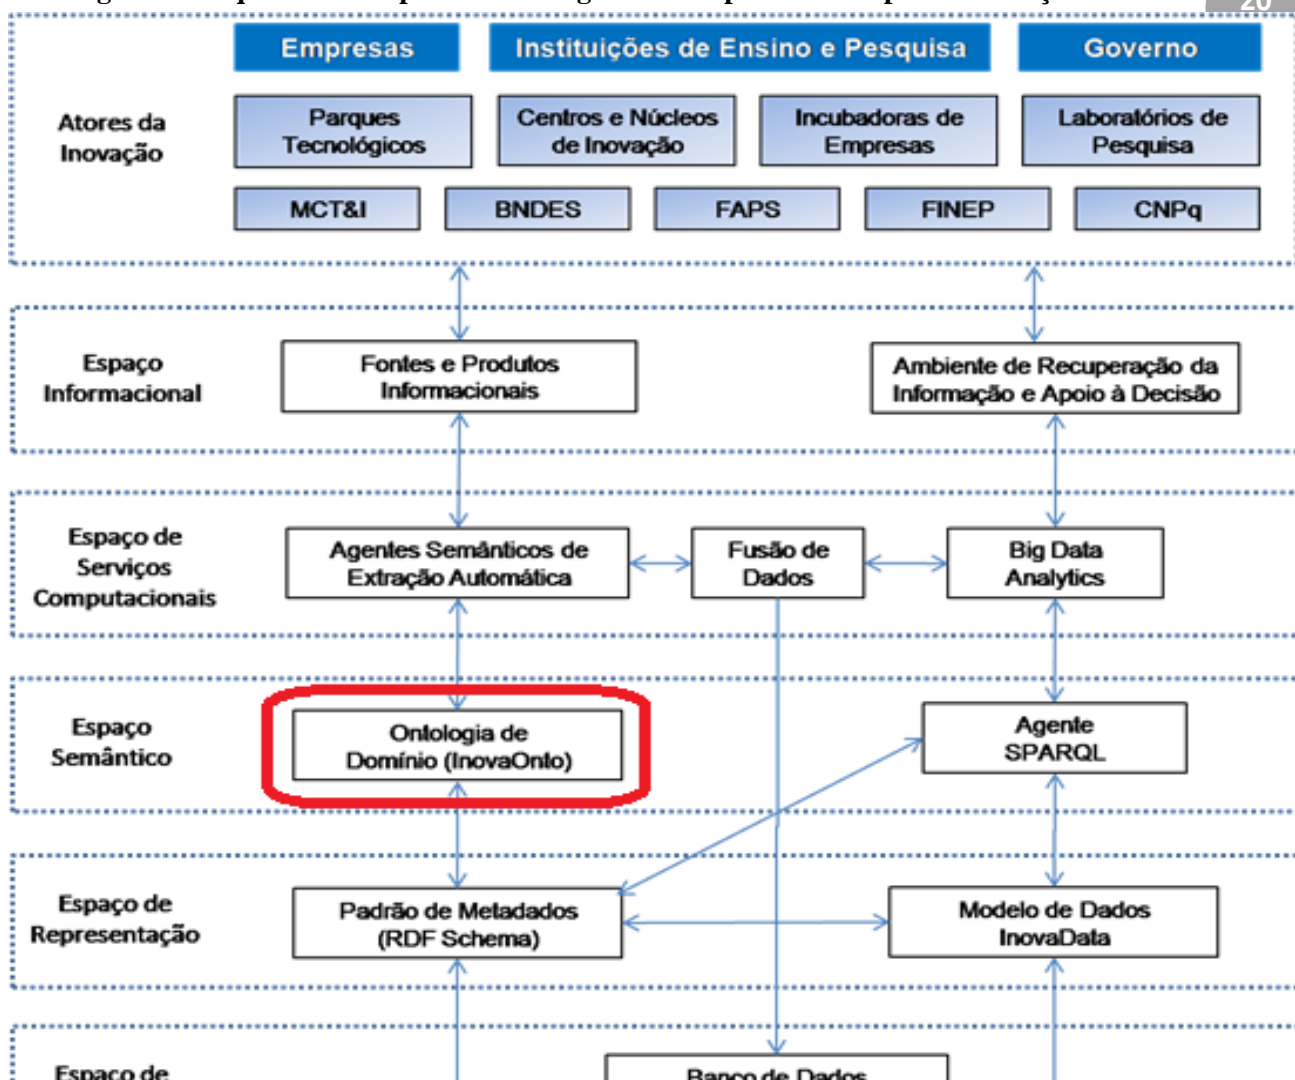 20
Empresas
Instituições de Ensino e Pesquisa
Governo
Atores da
Inovação
Parques
Tecnológicos
Centros e Núcleos
de Inovação
Incubadoras de
Empresas
Laboratórios de
Pesquisa
MCT&I
BNDES
FAPS
FINEP
CNPq
Espaço
Informacional
Fontes e Produtos
Informacionais
Ambiente de Recuperação da
Informação e Apoio à Decisão
Espaço de
Serviços
Computacionais
Agentes Semânticos de
Extração Automática
Fusão de
Dados
Big Data
Analytics
Espaço
Semântico
Ontologia de
Domínio (InovaOnto)
Agente
SPARQL
Espaço de
Representação
Padrão de Metadados
(RDF Schema)
Modelo de Dados
InovaData
Espaço de
Banco de Dados